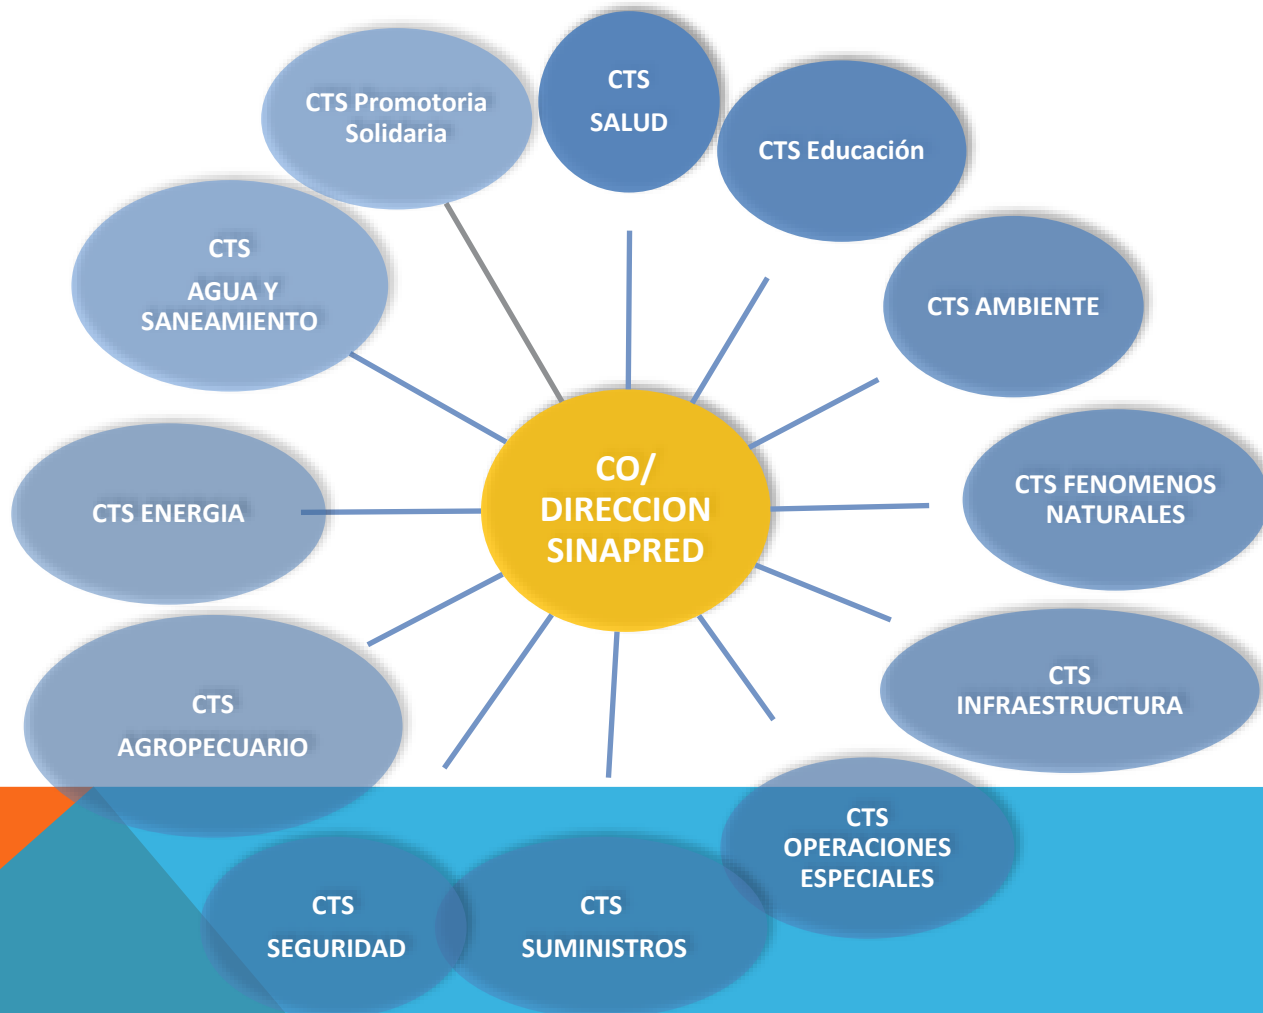 CTS
SALUD
CTS Promotoria
Solidaria
CTS Educación
CTS
AGUA Y
SANEAMIENTO
CTS AMBIENTE
CO/
DIRECCION
SINAPRED
CTS ENERGIA
CTS FENOMENOS
NATURALES
CTS
AGROPECUARIO
CTS
INFRAESTRUCTURA
CTS
OPERACIONES
ESPECIALES
CTS
SEGURIDAD
CTS
SUMINISTROS